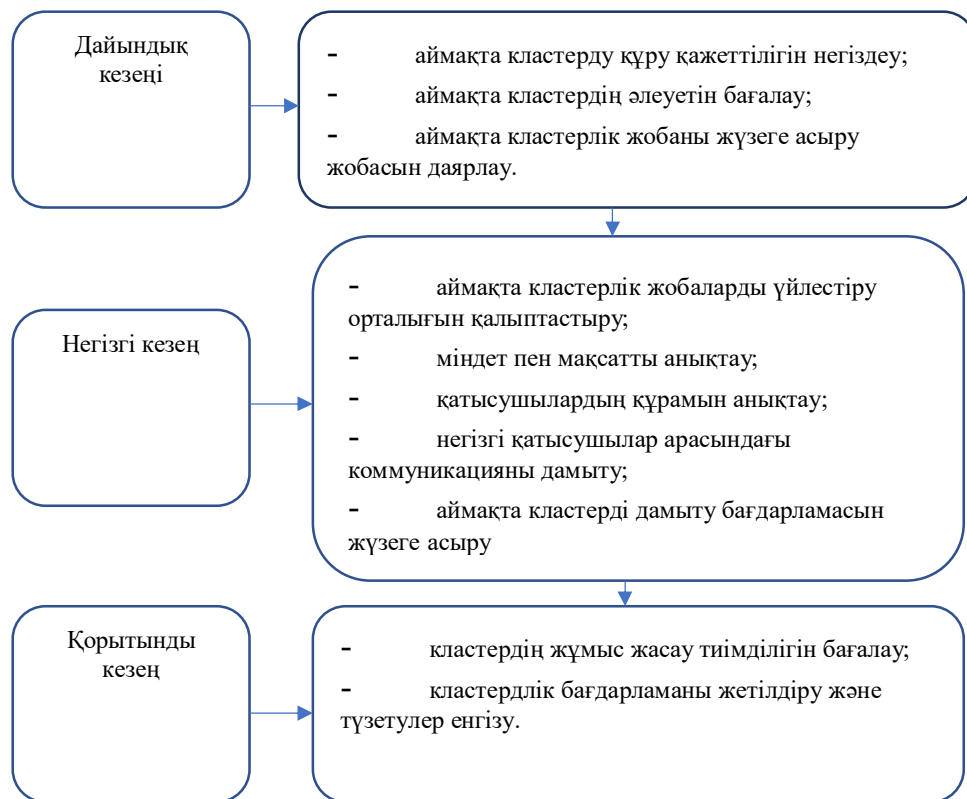 Дайындық
кезеңі
- аймақта кластерду құру қажеттілігін негіздеу;
- аймақта кластердің әлеуетін бағалау;
- аймақта кластерлік жобаны жүзеге асыру
жобасын даярлау.
Негізгі кезең
- аймақта кластерлік жобаларды үйлестіру
орталығын қалыптастыру;
- міндет пен мақсатты анықтау;
- қатысушылардың құрамын анықтау;
- негізгі қатысушылар арасындағы
коммуникацияны дамыту;
- аймақта кластерді дамыту бағдарламасын
жүзеге асыру
Қорытынды
кезең
- кластердің жұмыс жасау тиімділігін бағалау;
- кластердлік бағдарламаны жетілдіру және
түзетулер енгізу.